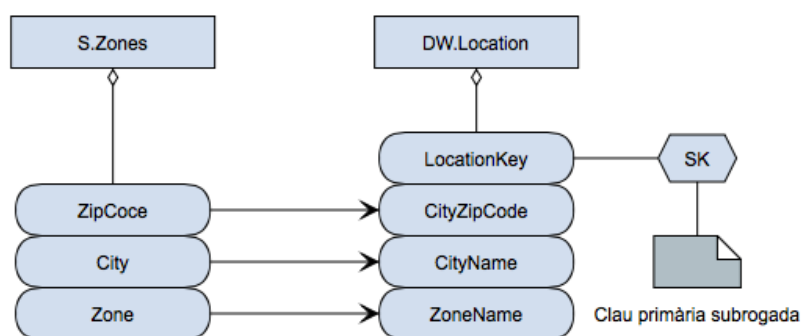 S.Zones
DW.Location
LocationKey
SK
ZipCoce
CityZipCode
City
CityName
Zone
ZoneName
Clau primària subrogada